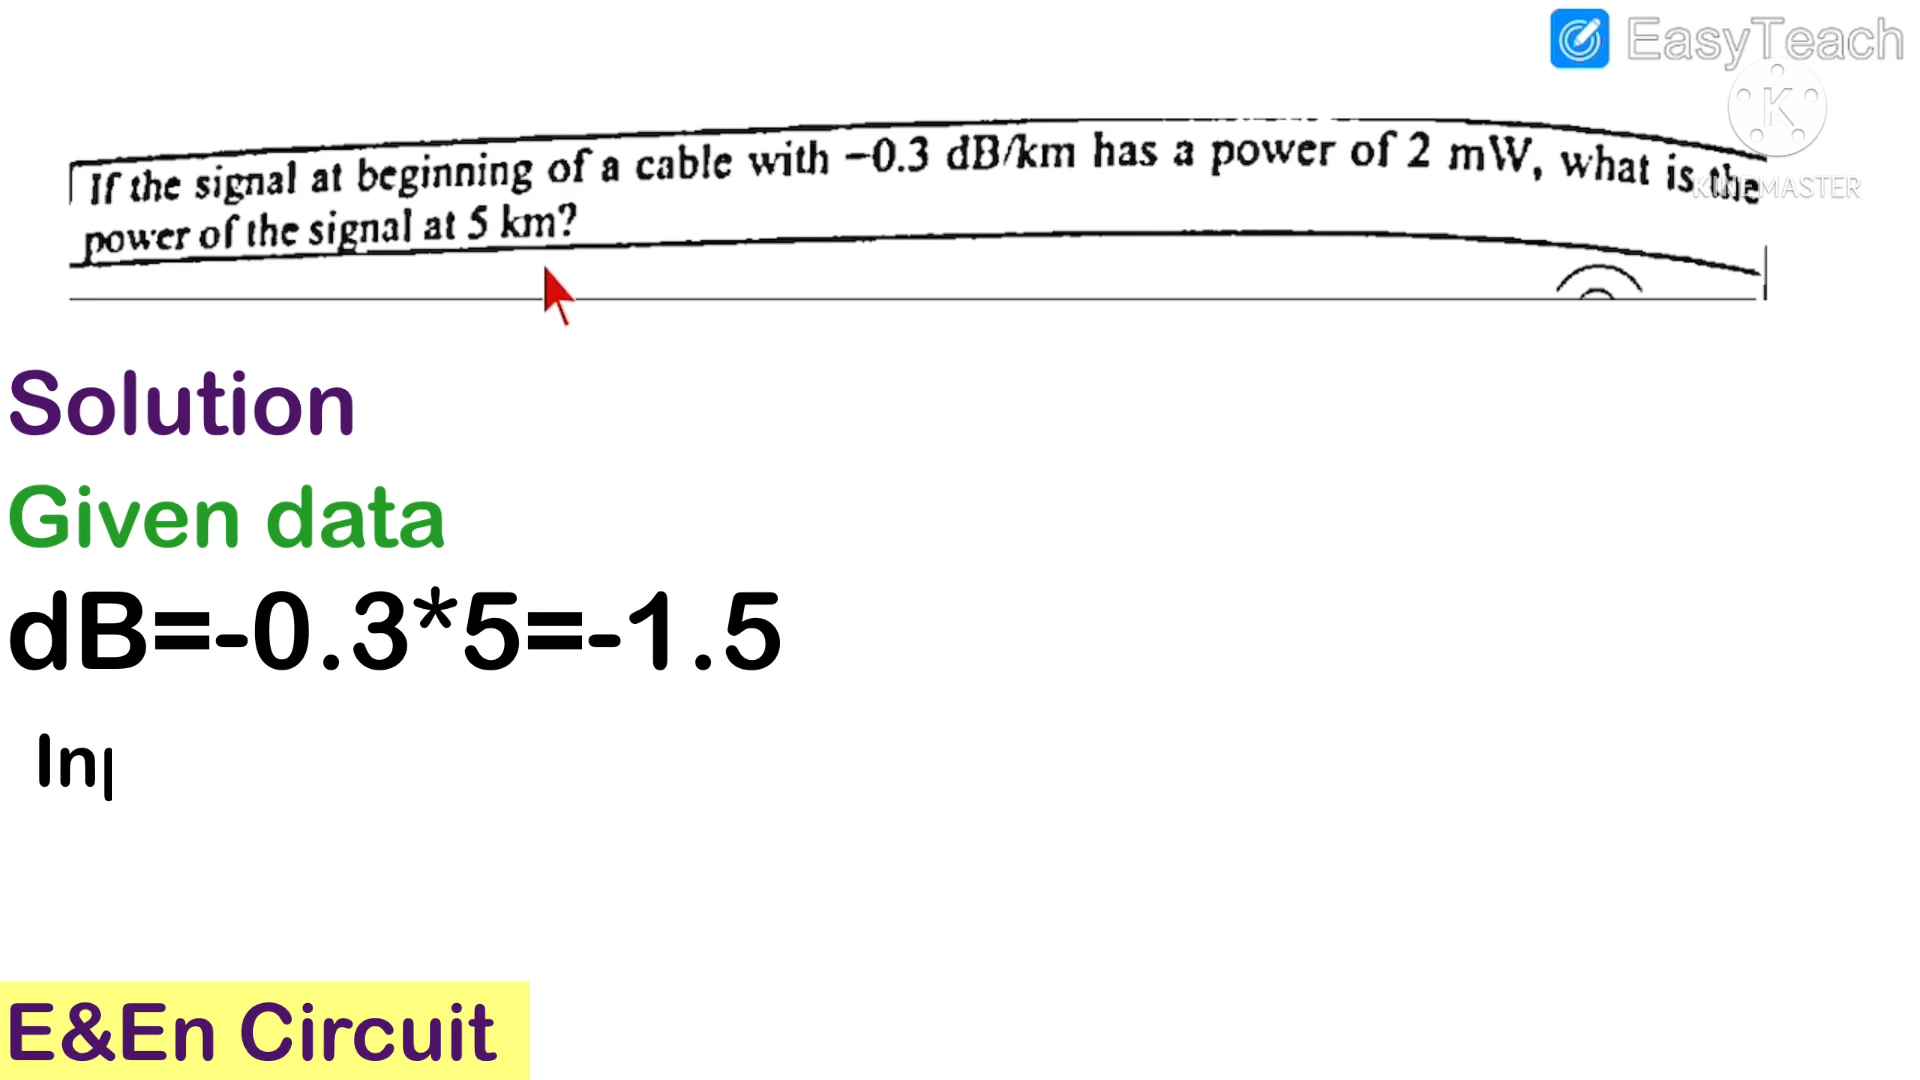 EasyTeach
K
KINEMASTER
If the signal at beginning of a cable with −0.3 dB/km has a power of 2 mW, what is the
power of the signal at 5 km?
Solution
Given data
dB=-0.3*5=-1.5
In
E&En Circuit